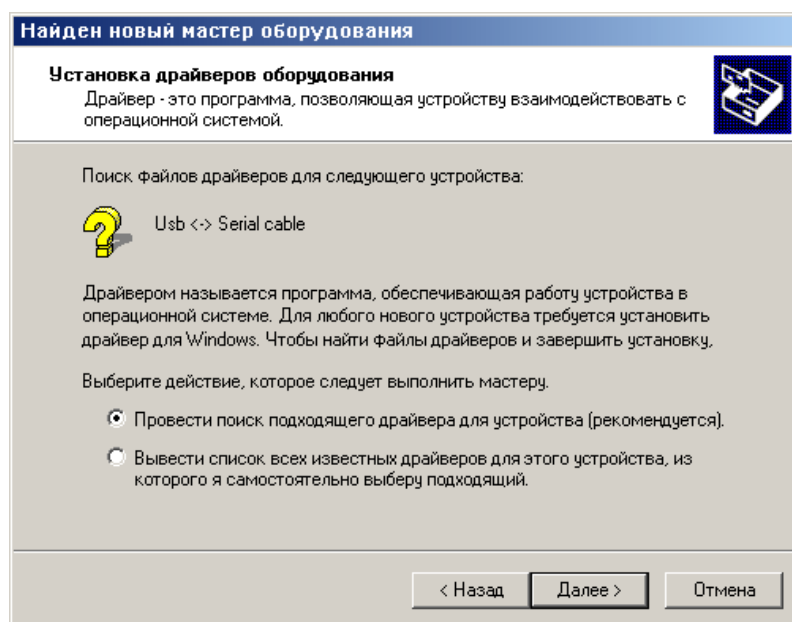 Найден новый мастер оборудования
Установка драйверов оборудования
Драйвер - это программа, позволяющая устройству взаимодействовать с
операционной системой.
Поиск файлов драйверов для следующего устройства:
Usb <-> Serial cable
Драйвером называется программа, обеспечивающая работу устройства в
операционной системе. Для любого нового устройства требуется установить
драйвер для Windows. Чтобы найти файлы драйверов и завершить установку,
Выберите действие, которое следует выполнить мастеру.
Провести поиск подходящего драйвера для устройства (рекомендуется).
Вывести список всех известных драйверов для этого устройства, из
которого я самостоятельно выберу подходящий.
< Назад Далее > Отмена